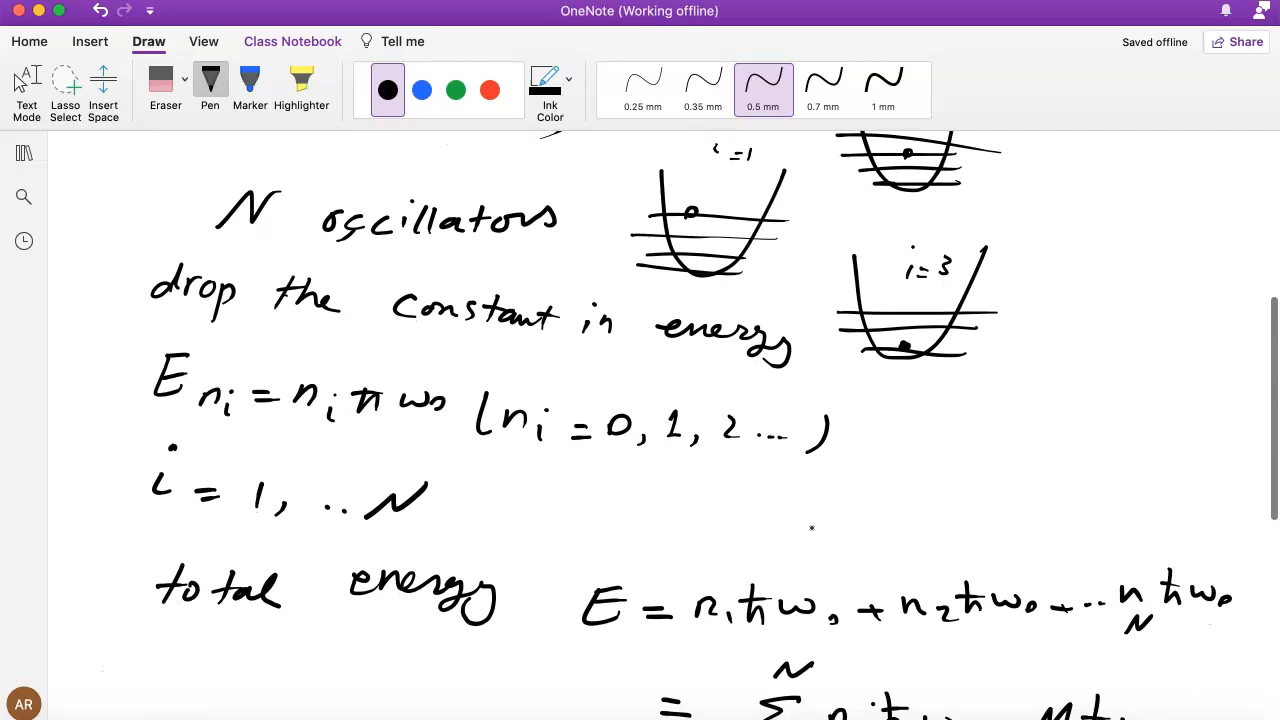 OneNote (Working offline)
Home Insert Draw View Class Notebook Tell me
Saved offline Share
Text Mode
Lasso Select
Insert Space
Eraser
Pen
Marker
Highlighter
Ink Color
0.25 mm 0.35 mm 0.5 mm 0.7 mm 1 mm
i=1
N oscillators
i=3
drop the constant in energy
E_{n_i} = n_i ħω₀ (n_i = 0, 1, 2 ... )
i = 1, .. N
total energy E = n₁ħω₀ + n₂ħω₀ + .. n_N ħω₀
N
= Σ
AR